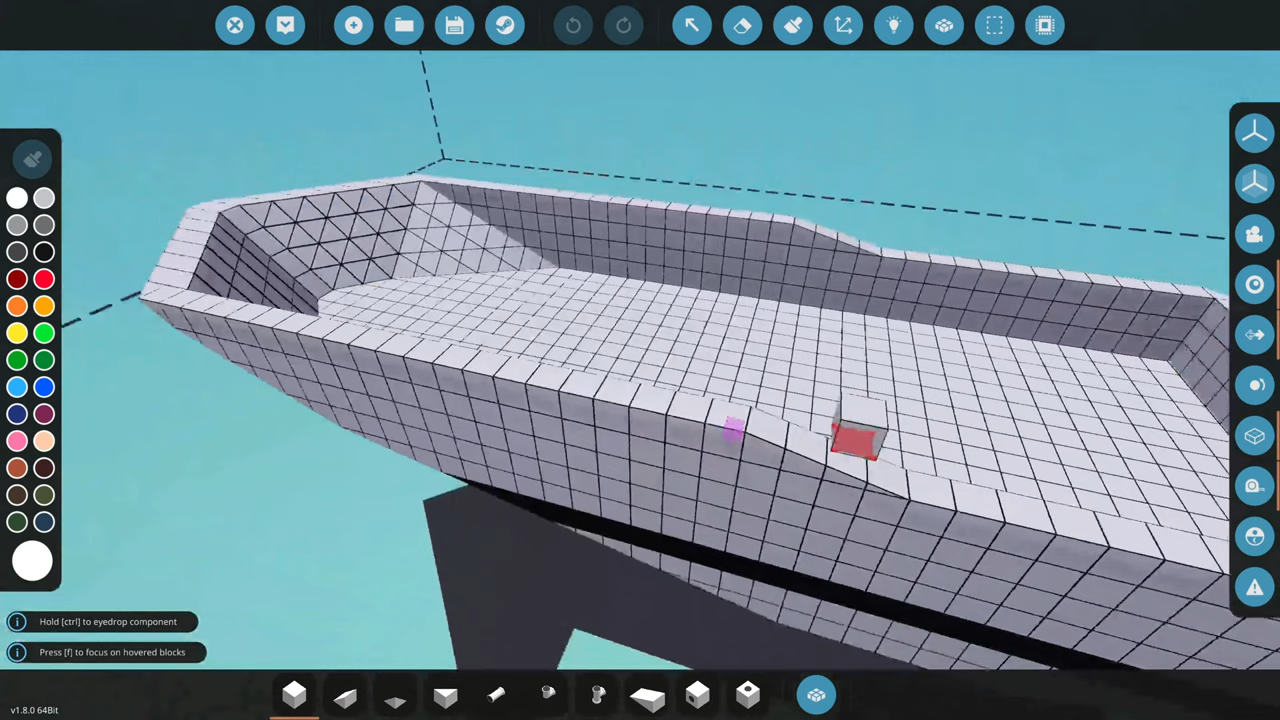 Hold [ctrl] to eyedrop component
Press [f] to focus on hovered blocks
v1.8.0 64Bit